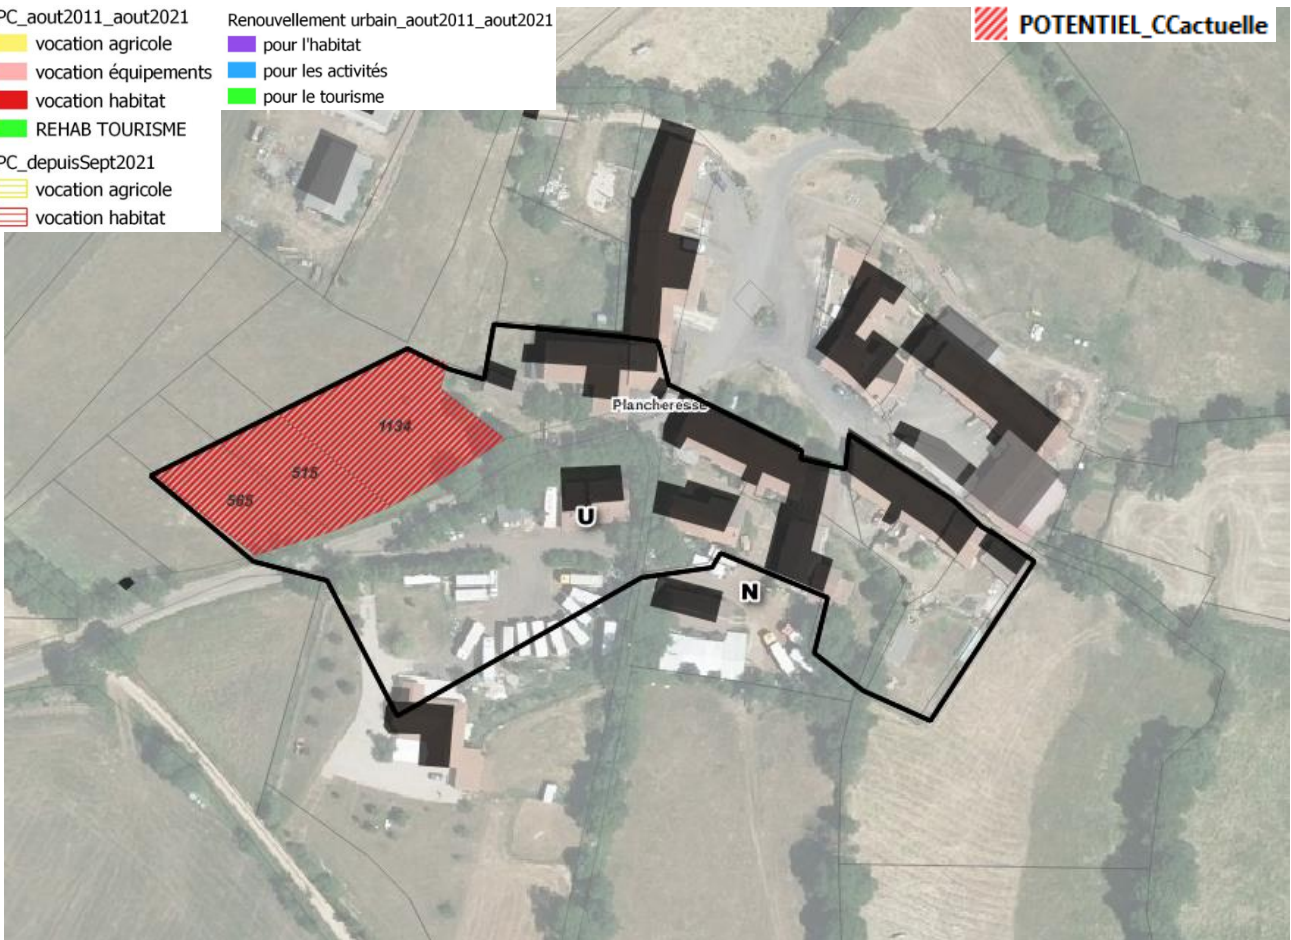 PC_aout2011_aout2021
vocation agricole
vocation équipements
vocation habitat
REHAB TOURISME
PC_depuisSept2021
vocation agricole
vocation habitat
Renouvellement urbain_aout2011_aout2021
pour l'habitat
pour les activités
pour le tourisme
POTENTIEL_CCactuelle
Plancheresse
1134
515
565
U
N